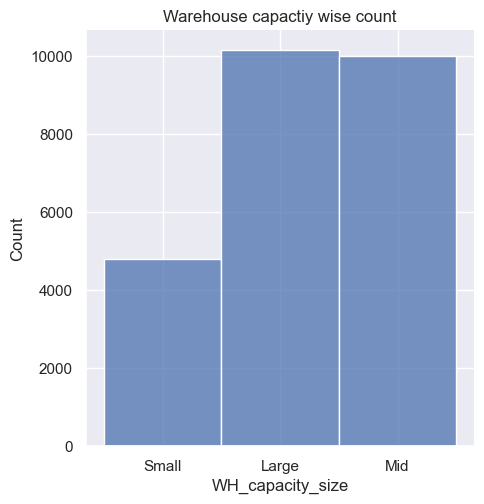 Warehouse capactiy wise count
10000
8000
6000
4000
2000
0
Count
Small Large Mid
WH_capacity_size